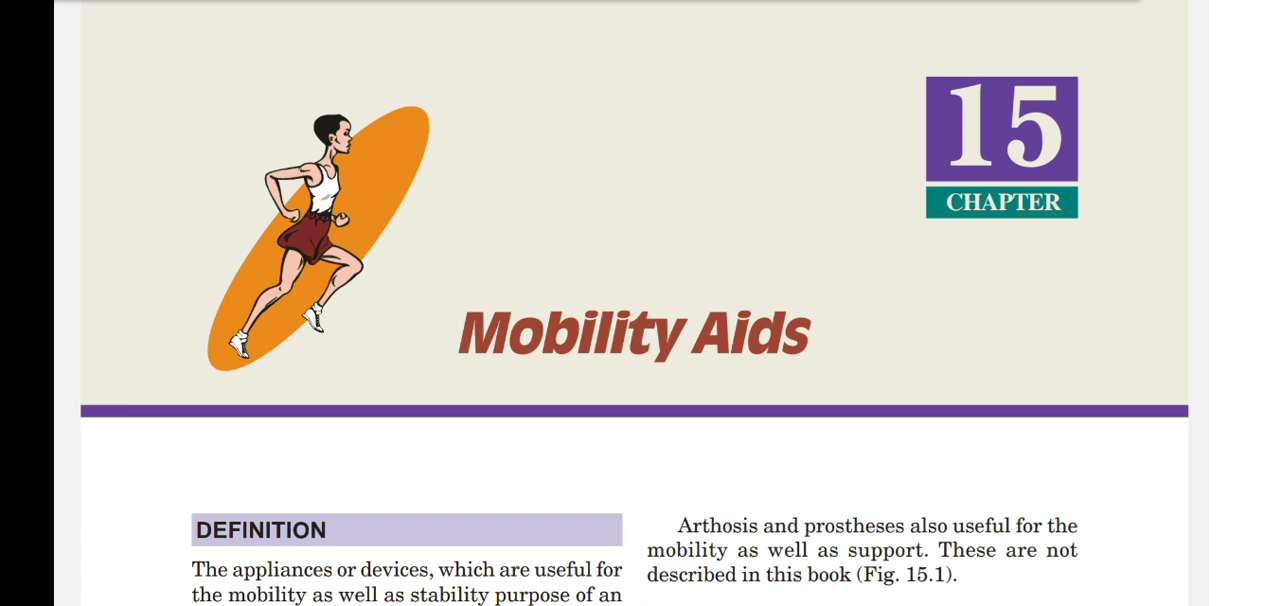 15
CHAPTER
Mobility Aids
DEFINITION
The appliances or devices, which are useful for
the mobility as well as stability purpose of an
Arthosis and prostheses also useful for the
mobility as well as support. These are not
described in this book (Fig. 15.1).